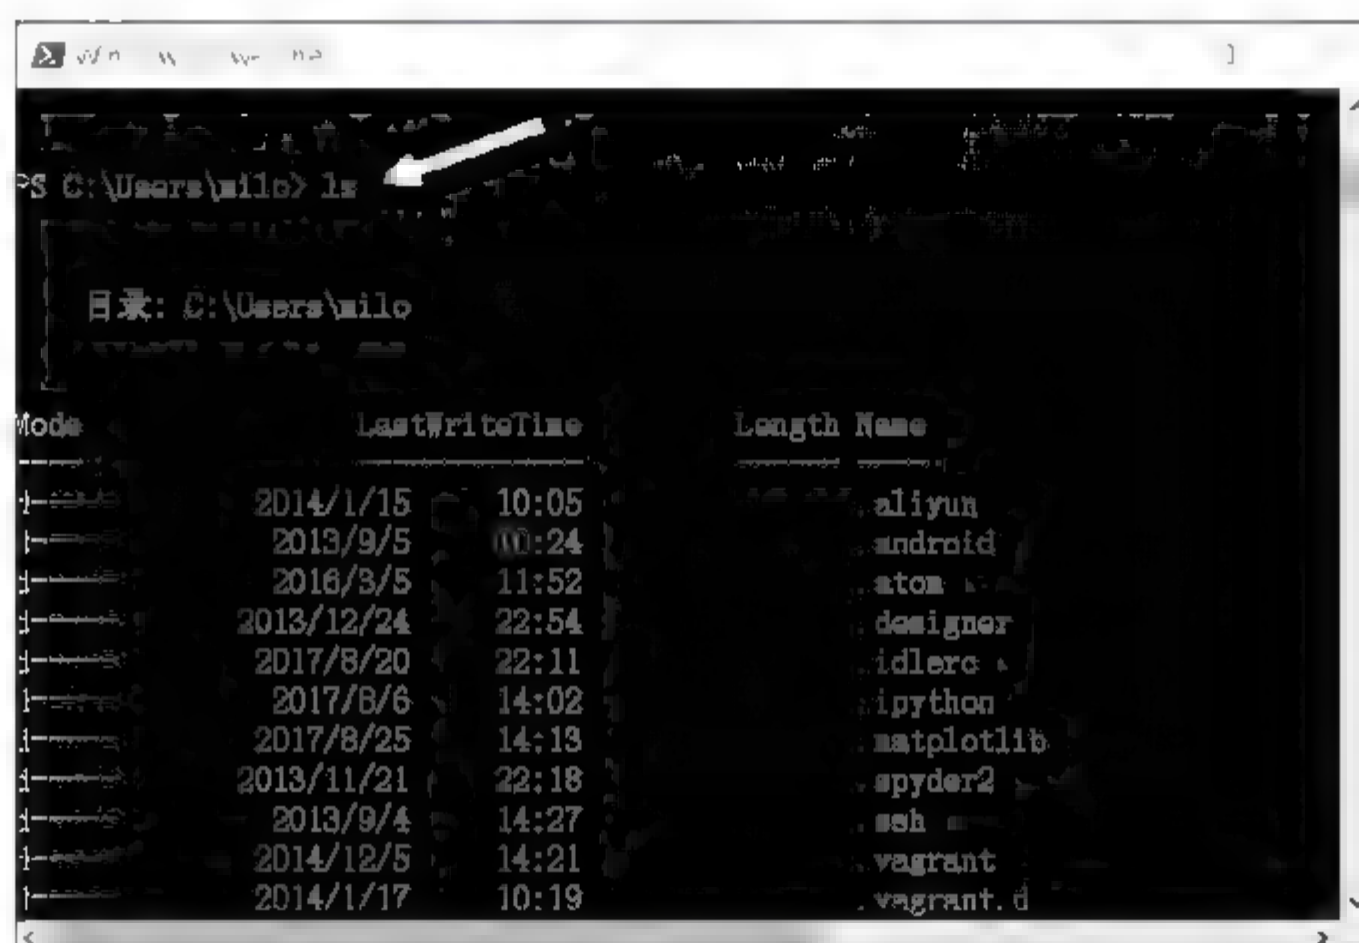 PS C:\Users\milo> ls
目录: C:\Users\milo
Mode LastWriteTime Length Name
d----- 2014/1/15 10:05 .aliyun
d----- 2013/9/5 :24 .android
d----- 2016/3/5 11:52 .atom
d----- 2013/12/24 22:54 .designer
d----- 2017/8/20 22:11 .idlerc
d----- 2017/8/6 14:02 .ipython
d----- 2017/8/25 14:13 .matplotlib
d----- 2013/11/21 22:18 .spyder2
d----- 2013/9/4 14:27 .ssh
d----- 2014/12/5 14:21 .vagrant
d----- 2014/1/17 10:19 .vagrant.d